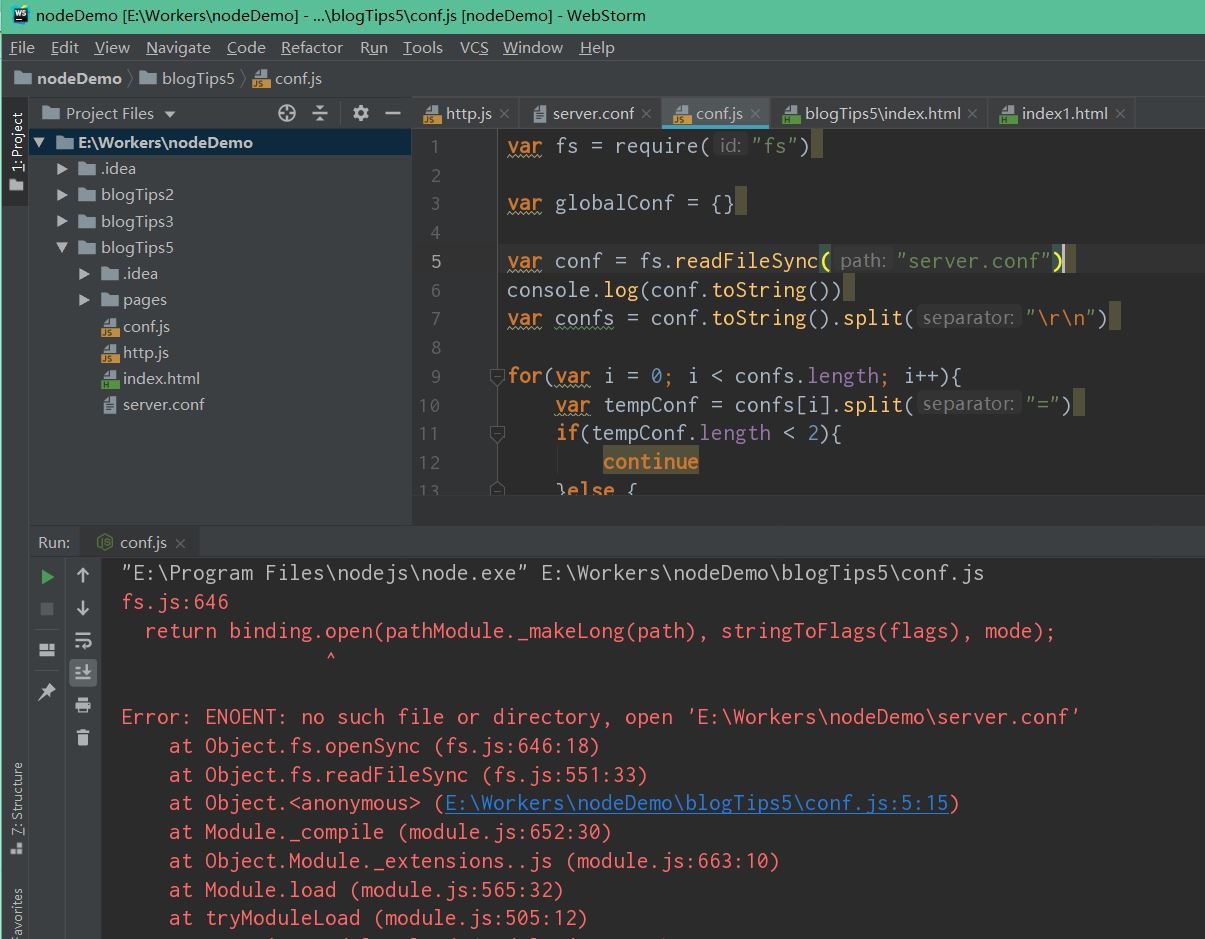 nodeDemo [E:\Workers\nodeDemo] - ...\blogTips5\conf.js [nodeDemo] - WebStorm
File Edit View Navigate Code Refactor Run Tools VCS Window Help
nodeDemo blogTips5 conf.js
1: Project
Project Files
E:\Workers\nodeDemo
.idea
blogTips2
blogTips3
blogTips5
.idea
pages
conf.js
http.js
index.html
server.conf
http.js server.conf conf.js blogTips5\index.html index1.html
1 var fs = require( id: "fs")
2
3 var globalConf = {}
4
5 var conf = fs.readFileSync( path: "server.conf")
6 console.log(conf.toString())
7 var confs = conf.toString().split( separator: "\r\n")
8
9 for(var i = 0; i < confs.length; i++){
10 var tempConf = confs[i].split( separator: "=")
11 if(tempConf.length < 2){
12 continue
13 }else {
Run: conf.js
"E:\Program Files\nodejs\node.exe" E:\Workers\nodeDemo\blogTips5\conf.js
fs.js:646
return binding.open(pathModule._makeLong(path), stringToFlags(flags), mode);
^
Error: ENOENT: no such file or directory, open 'E:\Workers\nodeDemo\server.conf'
at Object.fs.openSync (fs.js:646:18)
at Object.fs.readFileSync (fs.js:551:33)
at Object.<anonymous> (E:\Workers\nodeDemo\blogTips5\conf.js:5:15)
at Module._compile (module.js:652:30)
at Object.Module._extensions..js (module.js:663:10)
at Module.load (module.js:565:32)
at tryModuleLoad (module.js:505:12)
7: Structure